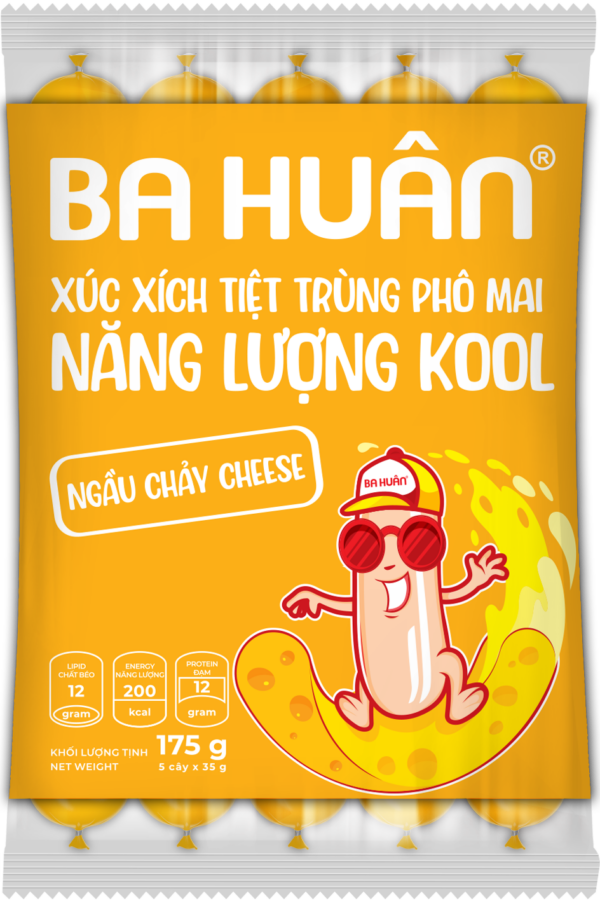 BA HUÂN®
XÚC XÍCH TIỆT TRÙNG PHÔ MAI
NĂNG LƯỢNG KOOL
NGẦU CHẢY CHEESE
BA HUÂN
LIPID
CHẤT BÉO
12
gram
ENERGY
NĂNG LƯỢNG
200
kcal
PROTEIN
ĐẠM
12
gram
KHỐI LƯỢNG TỊNH
NET WEIGHT
175 g
5 cây x 35 g